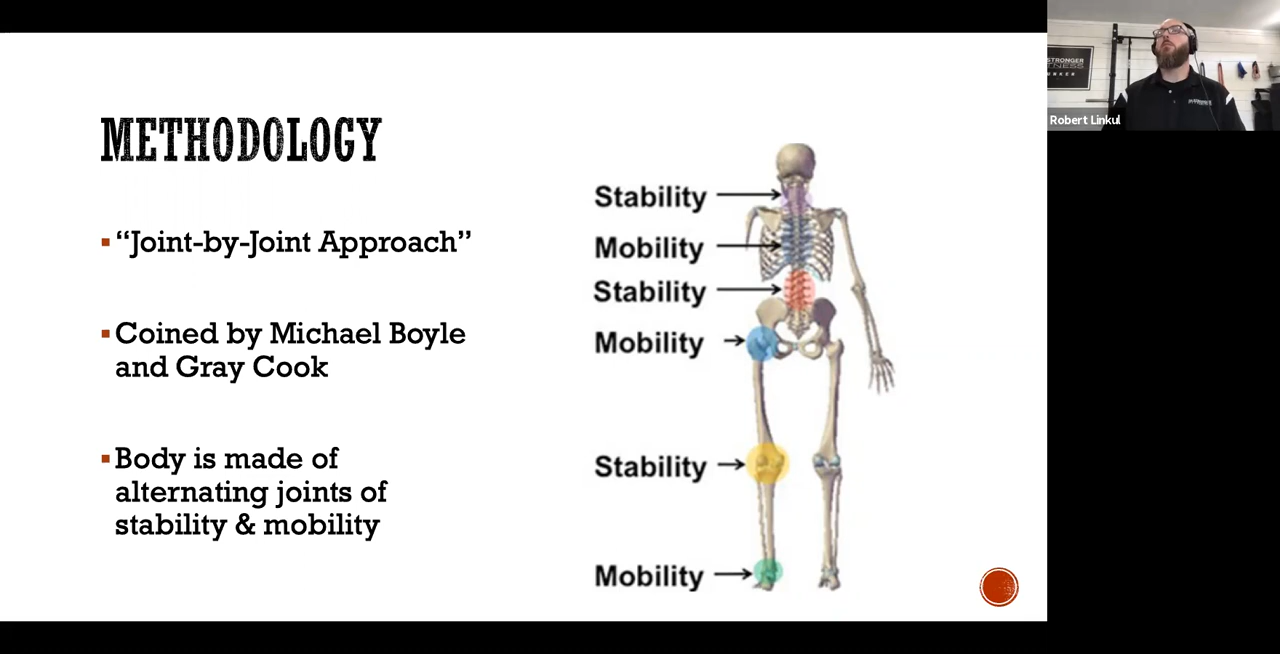 METHODOLOGY
▪ “Joint-by-Joint Approach”
▪ Coined by Michael Boyle
and Gray Cook
▪ Body is made of
alternating joints of
stability & mobility
Stability
Mobility
Stability
Mobility
Stability
Mobility
STRONGER
Robert Linkul